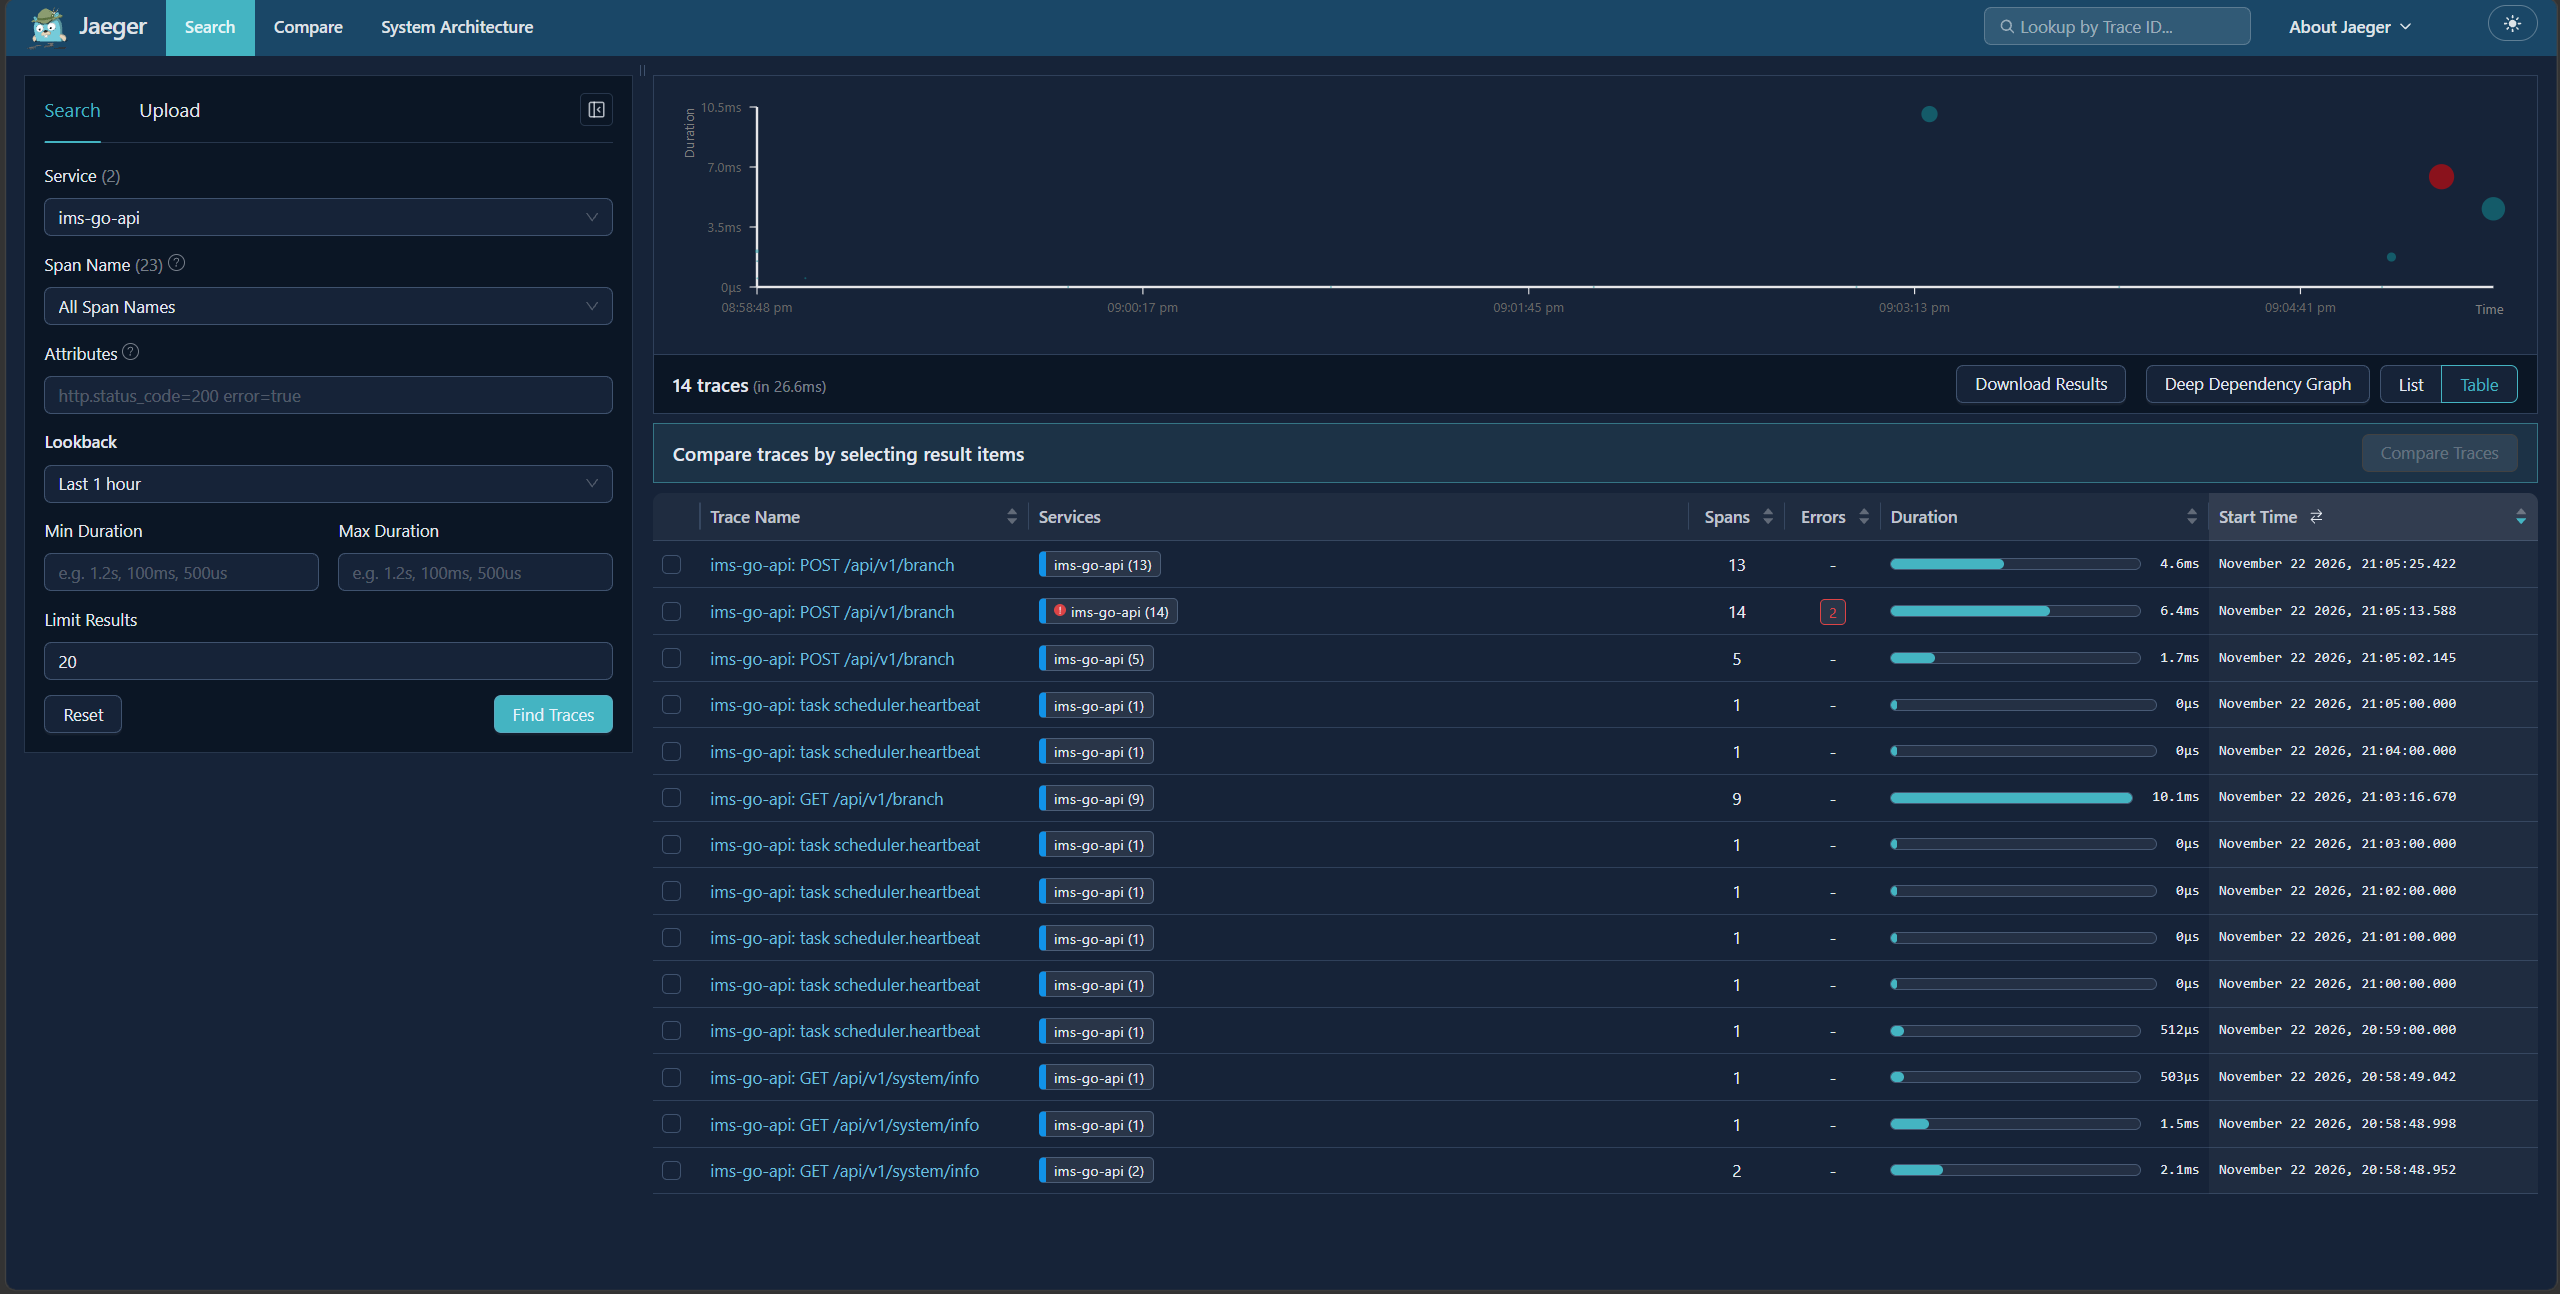 Jaeger Search Compare System Architecture Lookup by Trace ID... About Jaeger
Search Upload
Service (2)
ims-go-api
Span Name (23) ?
All Span Names
Attributes ?
http.status_code=200 error=true
Lookback
Last 1 hour
Min Duration Max Duration
e.g. 1.2s, 100ms, 500us e.g. 1.2s, 100ms, 500us
Limit Results
20
Reset Find Traces
Duration
10.5ms
7.0ms
3.5ms
0μs
08:58:48 pm 09:00:17 pm 09:01:45 pm 09:03:13 pm 09:04:41 pm Time
14 traces (in 26.6ms) Download Results Deep Dependency Graph List Table
Compare traces by selecting result items Compare Traces
Trace Name Services Spans Errors Duration Start Time
ims-go-api: POST /api/v1/branch ims-go-api (13) 13 - 4.6ms November 22 2026, 21:05:25.422
ims-go-api: POST /api/v1/branch ims-go-api (14) 14 2 6.4ms November 22 2026, 21:05:13.588
ims-go-api: POST /api/v1/branch ims-go-api (5) 5 - 1.7ms November 22 2026, 21:05:02.145
ims-go-api: task scheduler.heartbeat ims-go-api (1) 1 - 0μs November 22 2026, 21:05:00.000
ims-go-api: task scheduler.heartbeat ims-go-api (1) 1 - 0μs November 22 2026, 21:04:00.000
ims-go-api: GET /api/v1/branch ims-go-api (9) 9 - 10.1ms November 22 2026, 21:03:16.670
ims-go-api: task scheduler.heartbeat ims-go-api (1) 1 - 0μs November 22 2026, 21:03:00.000
ims-go-api: task scheduler.heartbeat ims-go-api (1) 1 - 0μs November 22 2026, 21:02:00.000
ims-go-api: task scheduler.heartbeat ims-go-api (1) 1 - 0μs November 22 2026, 21:01:00.000
ims-go-api: task scheduler.heartbeat ims-go-api (1) 1 - 0μs November 22 2026, 21:00:00.000
ims-go-api: task scheduler.heartbeat ims-go-api (1) 1 - 512μs November 22 2026, 20:59:00.000
ims-go-api: GET /api/v1/system/info ims-go-api (1) 1 - 503μs November 22 2026, 20:58:49.042
ims-go-api: GET /api/v1/system/info ims-go-api (1) 1 - 1.5ms November 22 2026, 20:58:48.998
ims-go-api: GET /api/v1/system/info ims-go-api (2) 2 - 2.1ms November 22 2026, 20:58:48.952